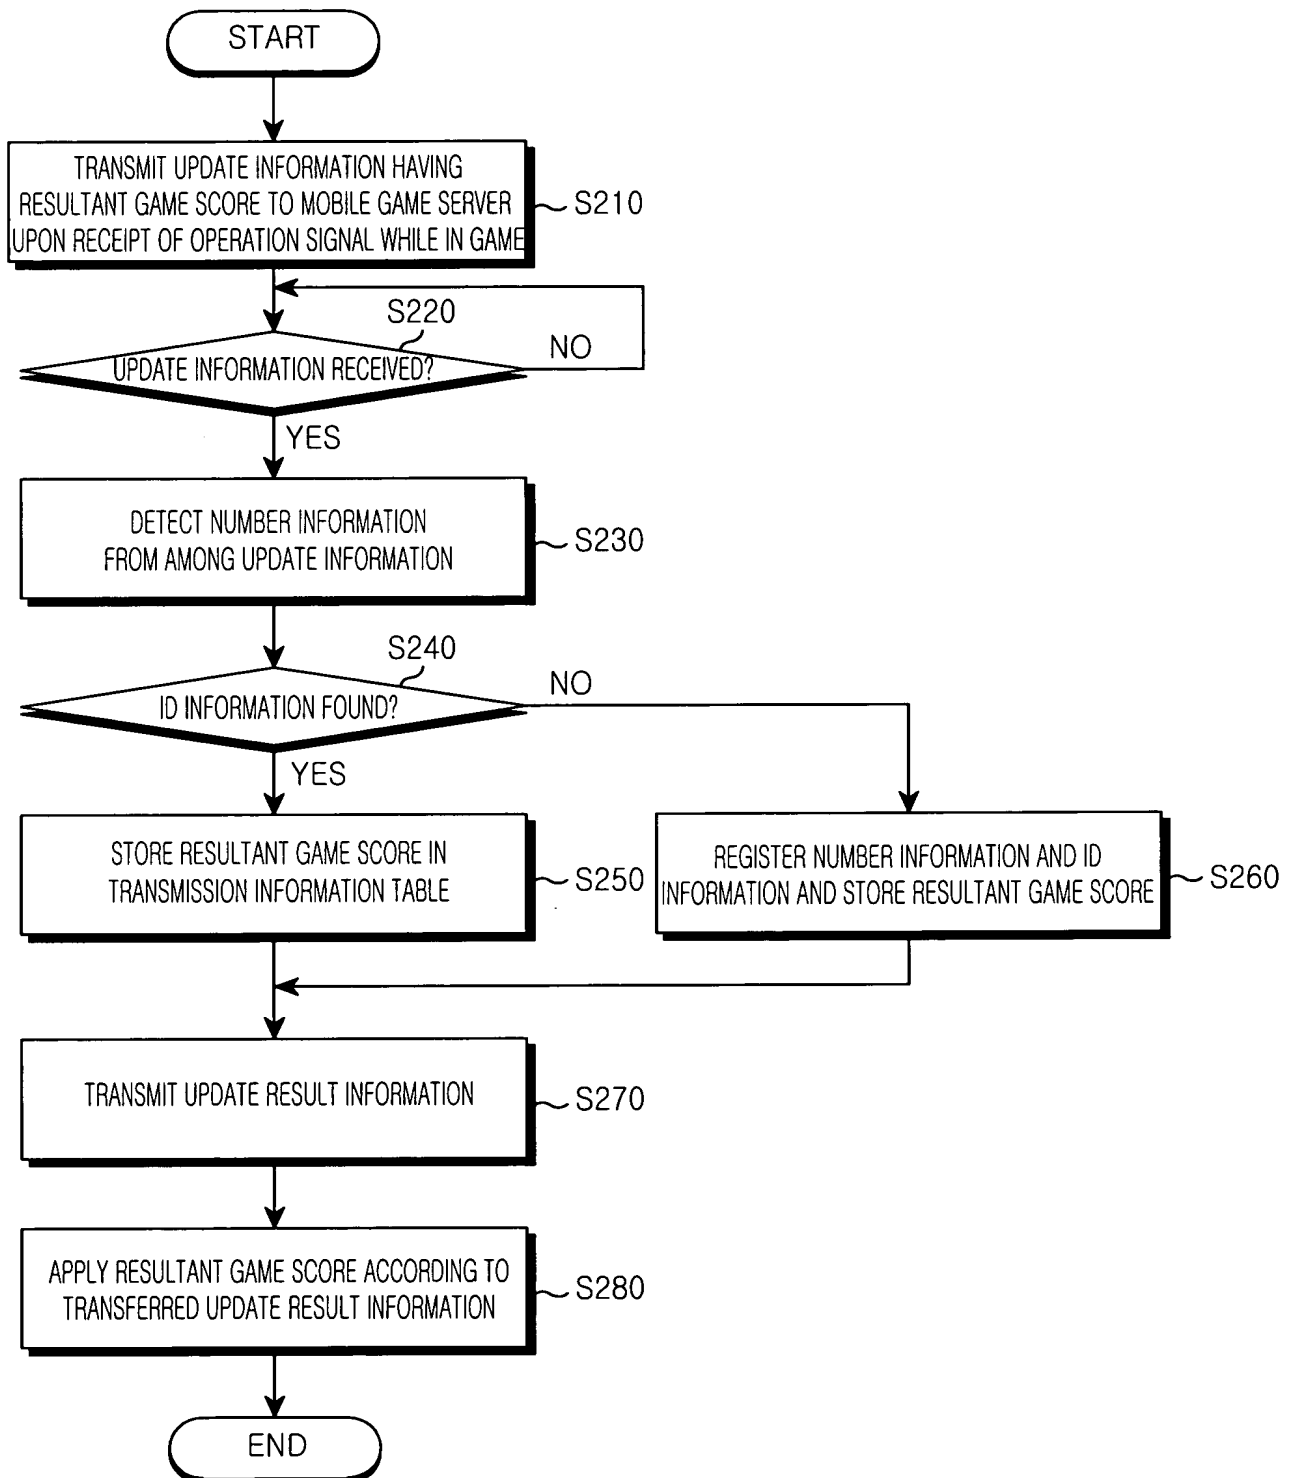 START
TRANSMIT UPDATE INFORMATION HAVING
RESULTANT GAME SCORE TO MOBILE GAME SERVER
UPON RECEIPT OF OPERATION SIGNAL WHILE IN GAME
S210
S220
UPDATE INFORMATION RECEIVED?
NO
YES
DETECT NUMBER INFORMATION
FROM AMONG UPDATE INFORMATION
S230
S240
ID INFORMATION FOUND?
NO
YES
STORE RESULTANT GAME SCORE IN
TRANSMISSION INFORMATION TABLE
S250
REGISTER NUMBER INFORMATION AND ID
INFORMATION AND STORE RESULTANT GAME SCORE
S260
TRANSMIT UPDATE RESULT INFORMATION
S270
APPLY RESULTANT GAME SCORE ACCORDING TO
TRANSFERRED UPDATE RESULT INFORMATION
S280
END